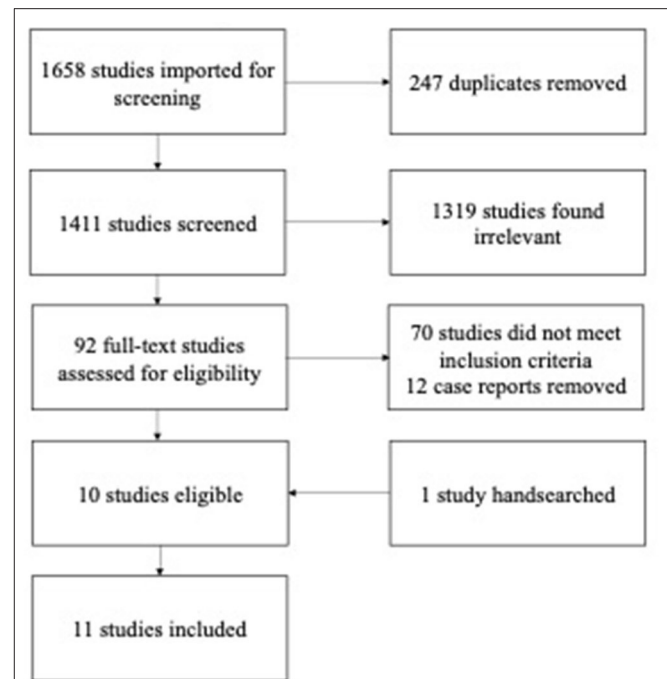 1658 studies imported for
screening
247 duplicates removed
1411 studies screened
1319 studies found
irrelevant
92 full-text studies
assessed for eligibility
70 studies did not meet
inclusion criteria
12 case reports removed
10 studies eligible
1 study handsearched
11 studies included